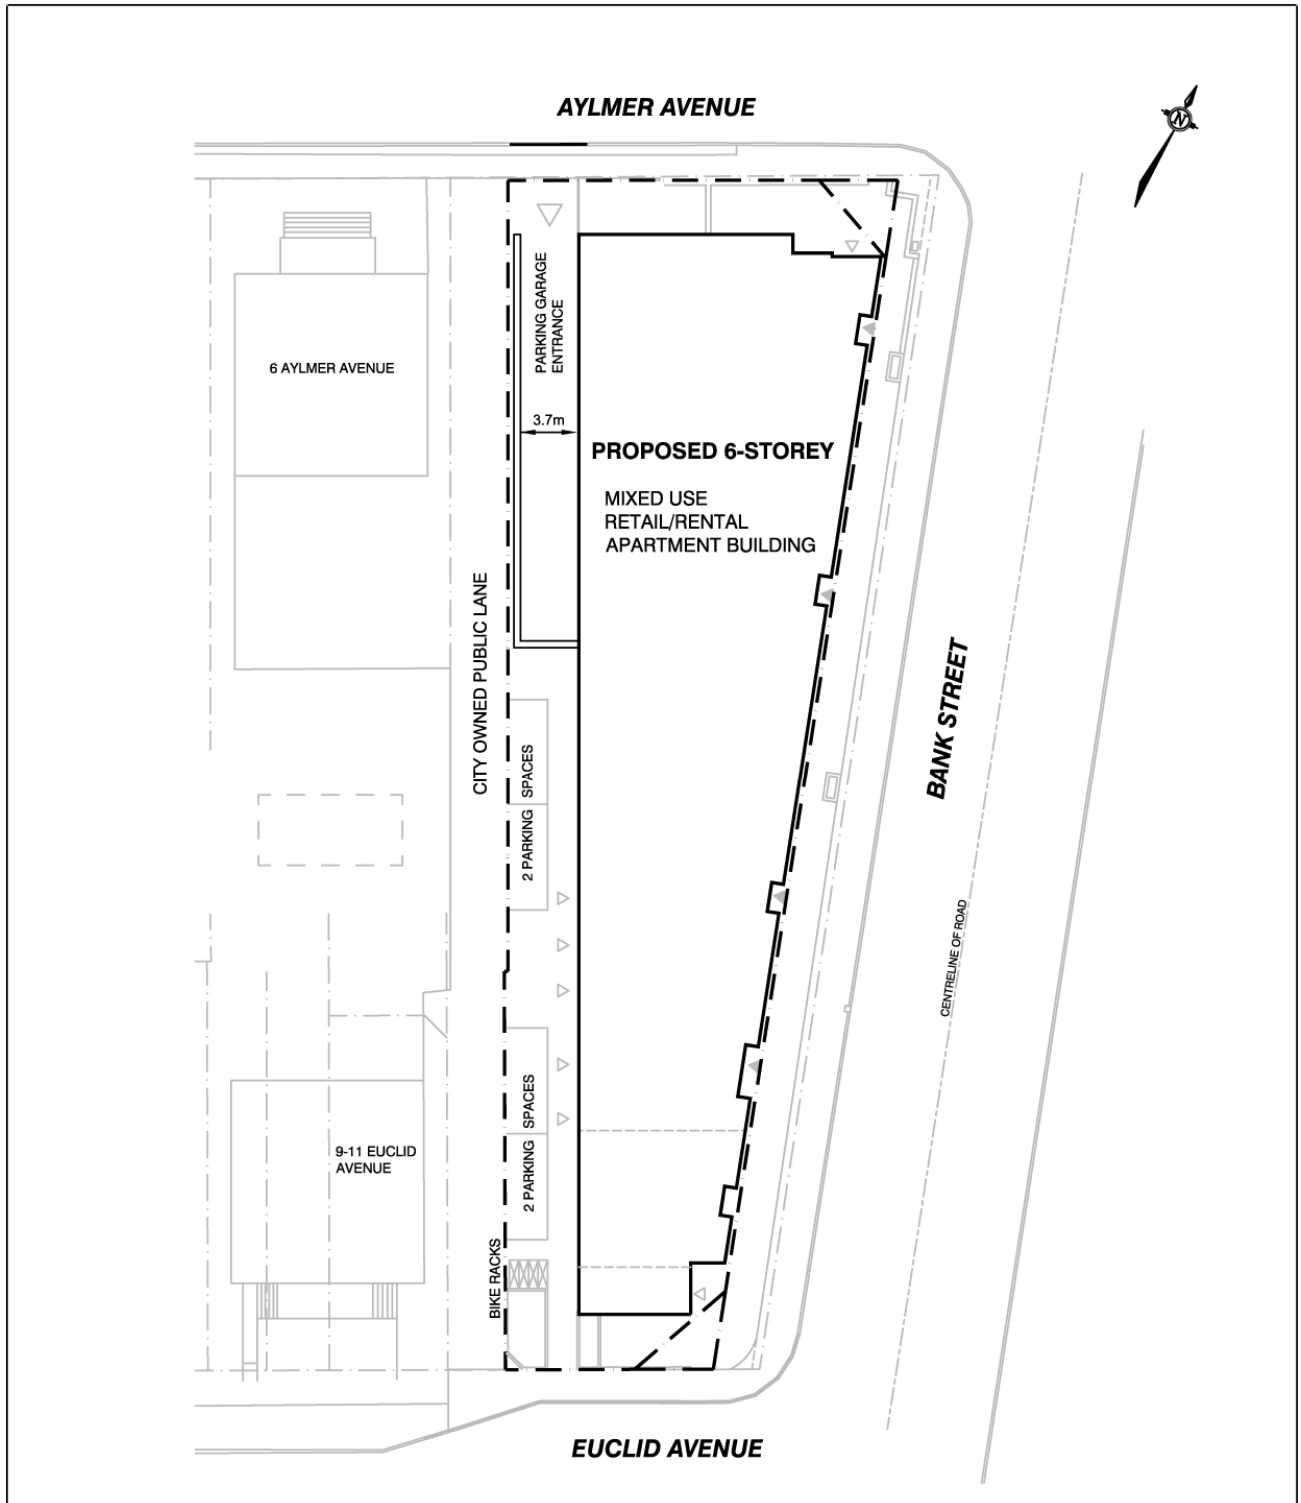 AYLMER AVENUE
N
PARKING GARAGE
ENTRANCE
6 AYLMER AVENUE
3.7m
PROPOSED 6-STOREY
MIXED USE
RETAIL/RENTAL
APARTMENT BUILDING
CITY OWNED PUBLIC LANE
BANK STREET
2 PARKING SPACES
CENTRELINE OF ROAD
2 PARKING SPACES
9-11 EUCLID
AVENUE
BIKE RACKS
EUCLID AVENUE